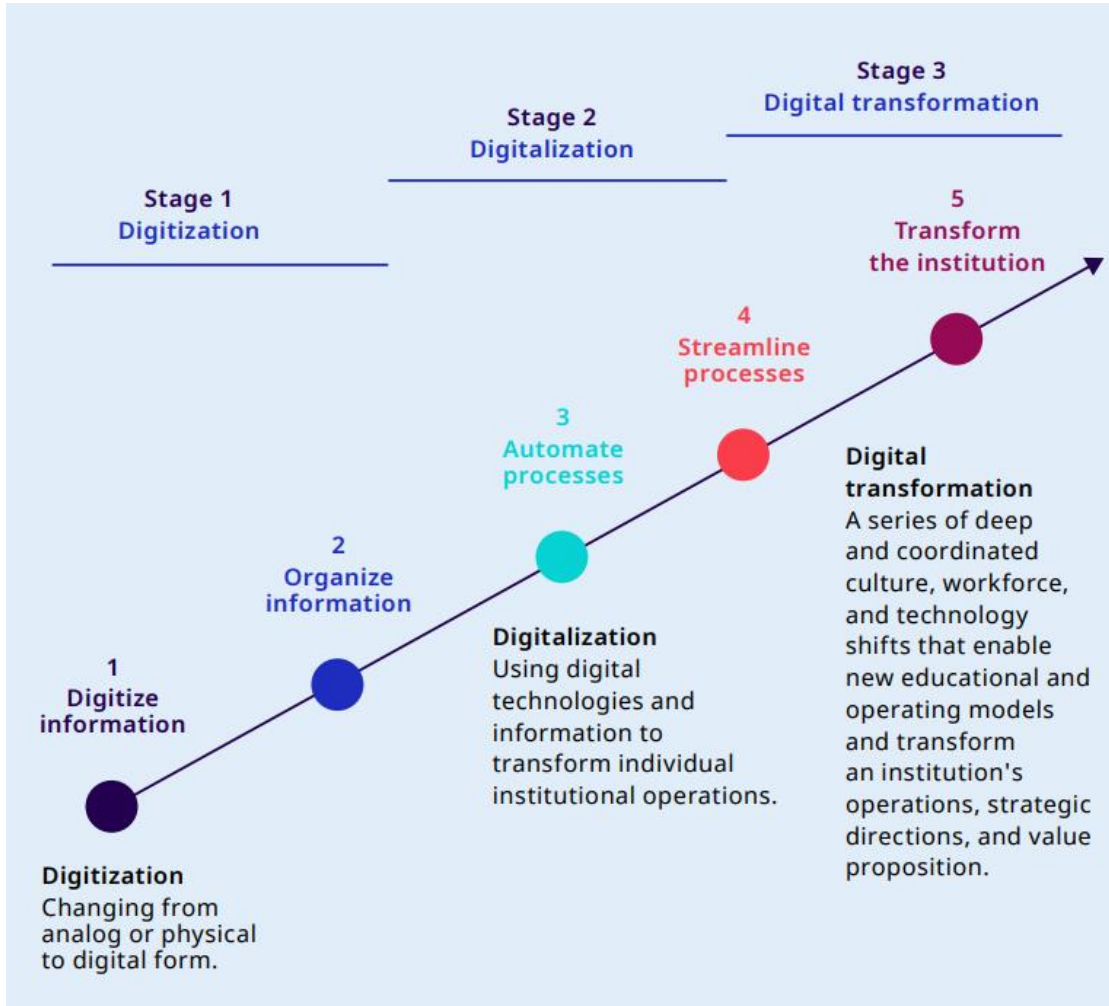 Stage 1
Digitization
Stage 2
Digitalization
Stage 3
Digital transformation
1
Digitize
information
2
Organize
information
3
Automate
processes
4
Streamline
processes
5
Transform
the institution
Digitization
Changing from
analog or physical
to digital form.
Digitalization
Using digital
technologies and
information to
transform individual
institutional operations.
Digital
transformation
A series of deep
and coordinated
culture, workforce,
and technology
shifts that enable
new educational and
operating models
and transform
an institution's
operations, strategic
directions, and value
proposition.